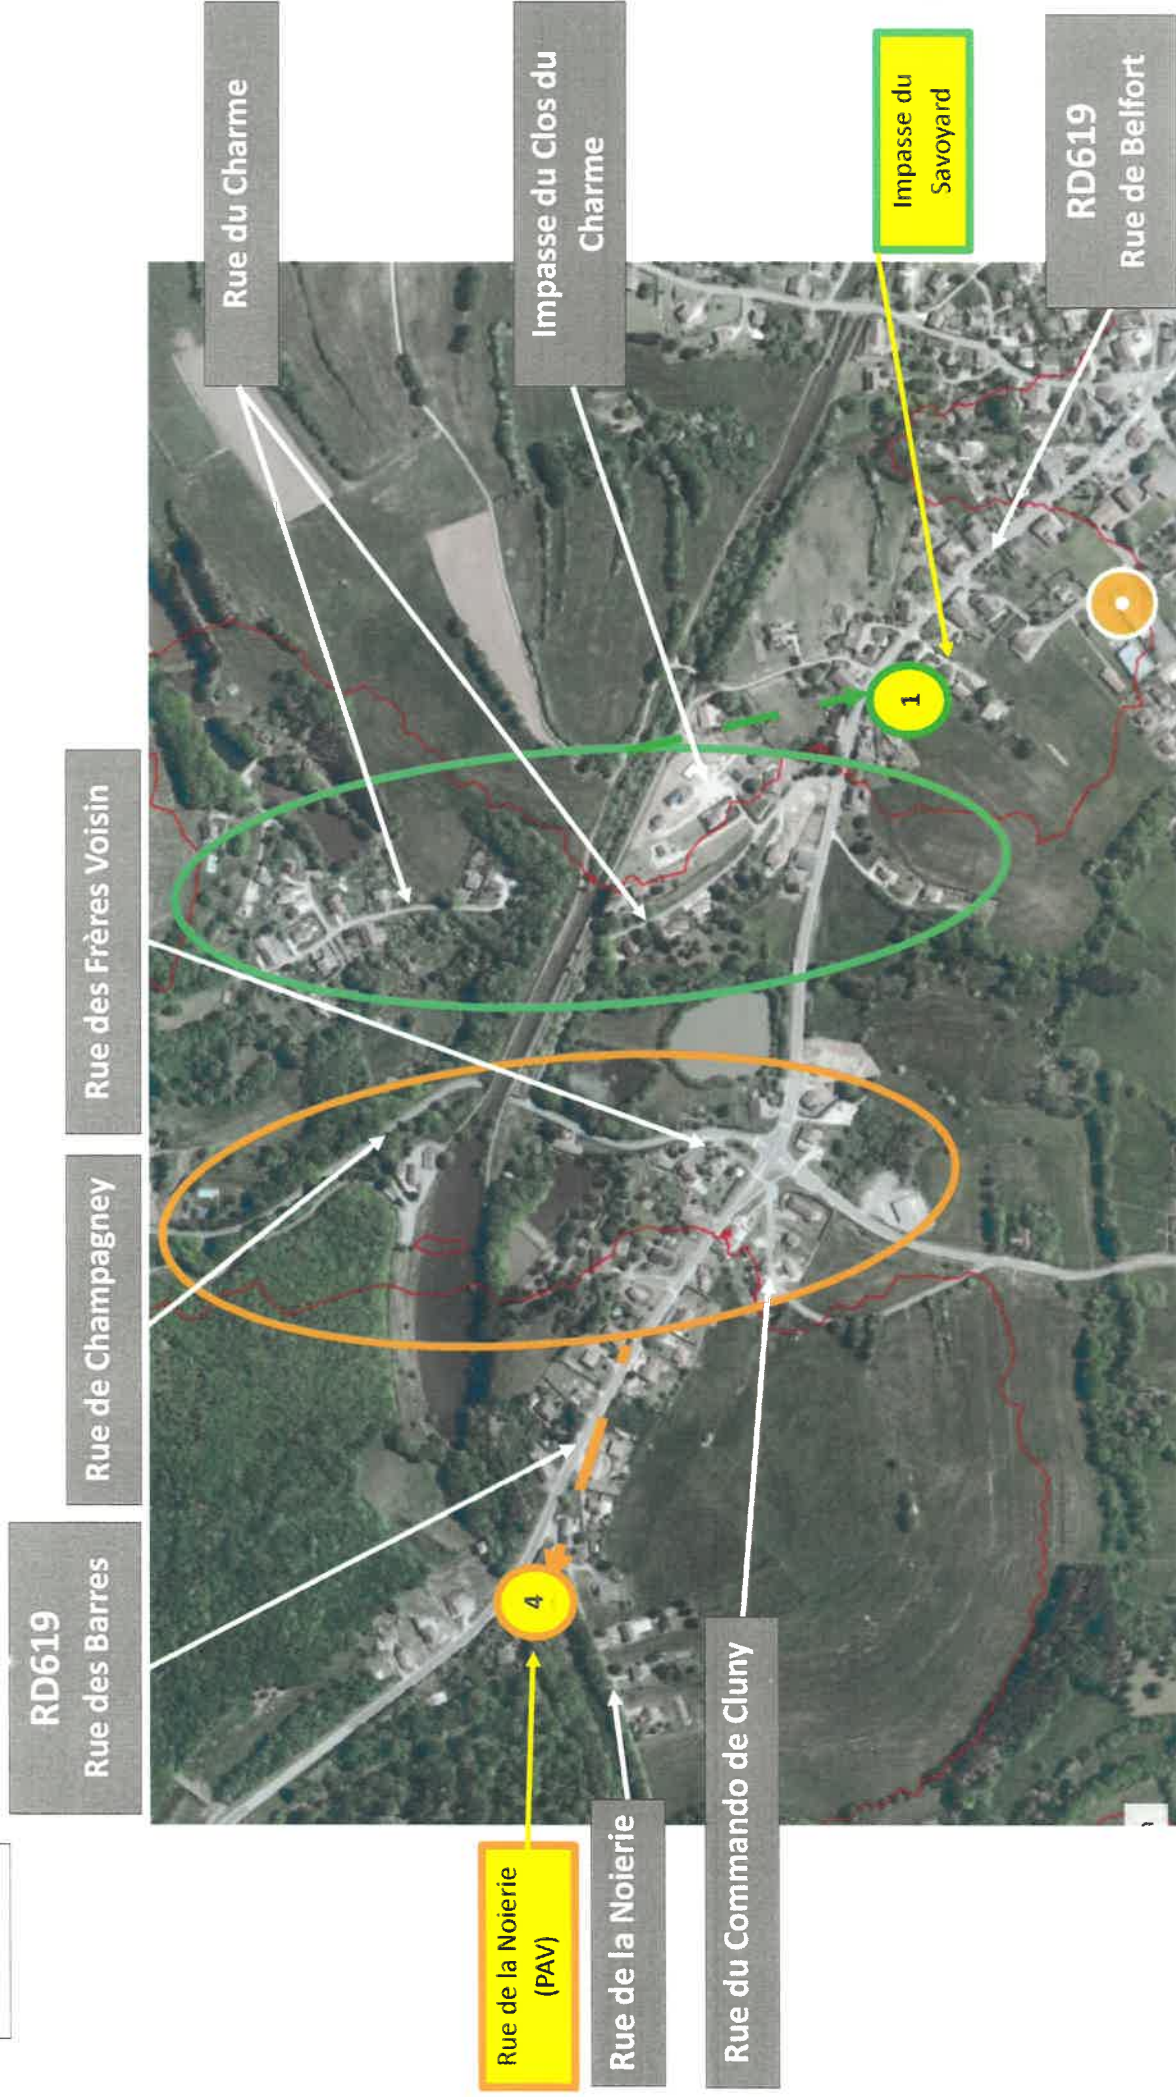 RD619
Rue des Barres
Rue de Champagney
Rue des Frères Voisin
Rue du Charme
Impasse du Clos du
Charme
Impasse du
Savoyard
RD619
Rue de Belfort
1
4
Rue de la Noierie
(PAV)
Rue de la Noierie
Rue du Commando de Cluny